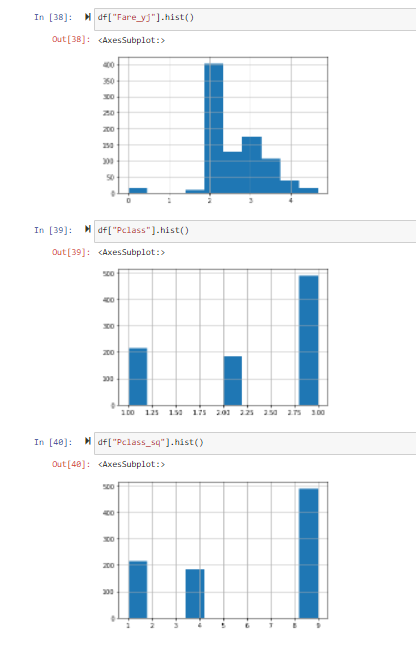 In [38]: df["Fare_yj"].hist()
Out[38]: <AxesSubplot:>
400
350
300
250
200
150
100
50
0
0 1 2 3 4
In [39]: df["Pclass"].hist()
Out[39]: <AxesSubplot:>
500
400
300
200
100
0
1.00 1.25 1.50 1.75 2.00 2.25 2.50 2.75 3.00
In [40]: df["Pclass_sq"].hist()
Out[40]: <AxesSubplot:>
500
400
300
200
100
0
1 2 3 4 5 6 7 8 9